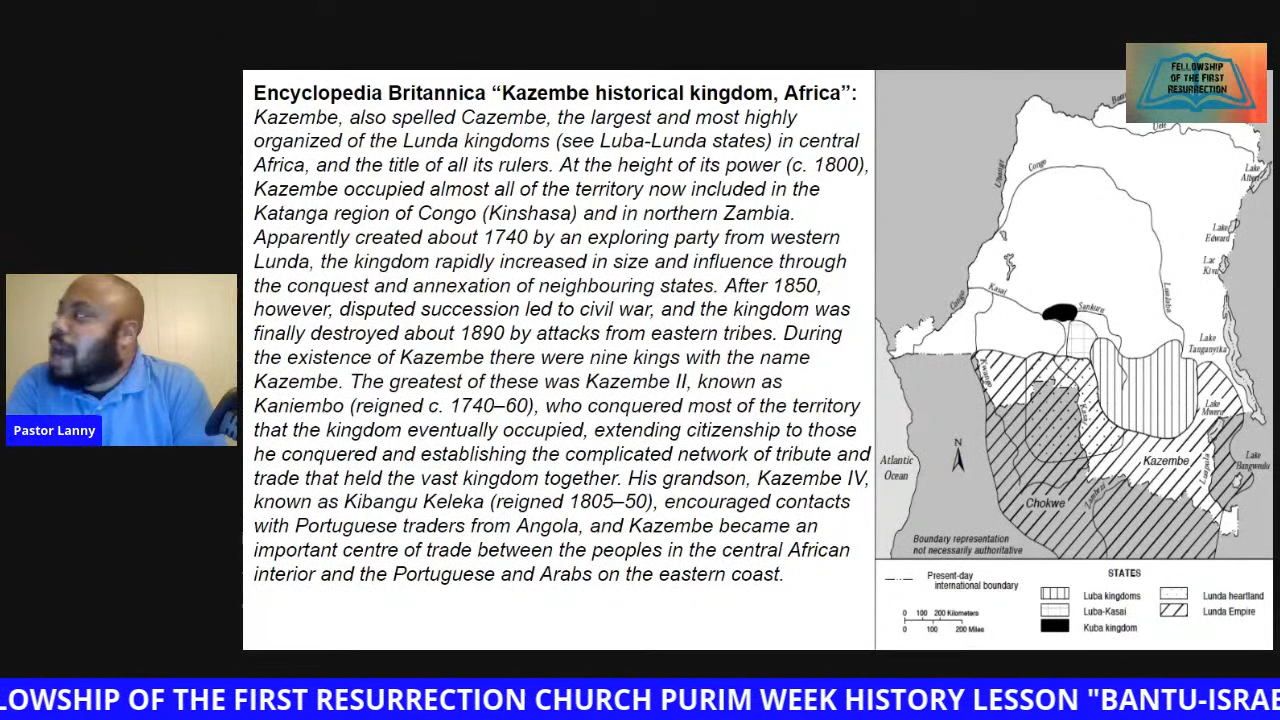 FELLOWSHIP
OF THE FIRST
RESURRECTION
Encyclopedia Britannica “Kazembe historical kingdom, Africa”:
Kazembe, also spelled Cazembe, the largest and most highly
organized of the Lunda kingdoms (see Luba-Lunda states) in central
Africa, and the title of all its rulers. At the height of its power (c. 1800),
Kazembe occupied almost all of the territory now included in the
Katanga region of Congo (Kinshasa) and in northern Zambia.
Apparently created about 1740 by an exploring party from western
Lunda, the kingdom rapidly increased in size and influence through
the conquest and annexation of neighbouring states. After 1850,
however, disputed succession led to civil war, and the kingdom was
finally destroyed about 1890 by attacks from eastern tribes. During
the existence of Kazembe there were nine kings with the name
Kazembe. The greatest of these was Kazembe II, known as
Kaniembo (reigned c. 1740–60), who conquered most of the territory
that the kingdom eventually occupied, extending citizenship to those
he conquered and establishing the complicated network of tribute and
trade that held the vast kingdom together. His grandson, Kazembe IV,
known as Kibangu Keleka (reigned 1805–50), encouraged contacts
with Portuguese traders from Angola, and Kazembe became an
important centre of trade between the peoples in the central African
interior and the Portuguese and Arabs on the eastern coast.
Uele
Ubangi
Congo
Lake
Albert
Lake
Edward
Lac
Kivu
Congo
Kasai
Sankuru
Lualaba
Lake
Tanganyika
Kwango
Kasai
Lake
Mweru
Kazembe
Luapula
Lake
Bangweulu
N
Atlantic
Ocean
Chokwe
Zambezi
Boundary representation
not necessarily authoritative
Present-day
international boundary
0 100 200 Kilometers
0 100 200 Miles
STATES
Luba kingdoms
Luba-Kasai
Kuba kingdom
Lunda heartland
Lunda Empire
Pastor Lanny
LOWSHIP OF THE FIRST RESURRECTION CHURCH PURIM WEEK HISTORY LESSON "BANTU-ISRAE